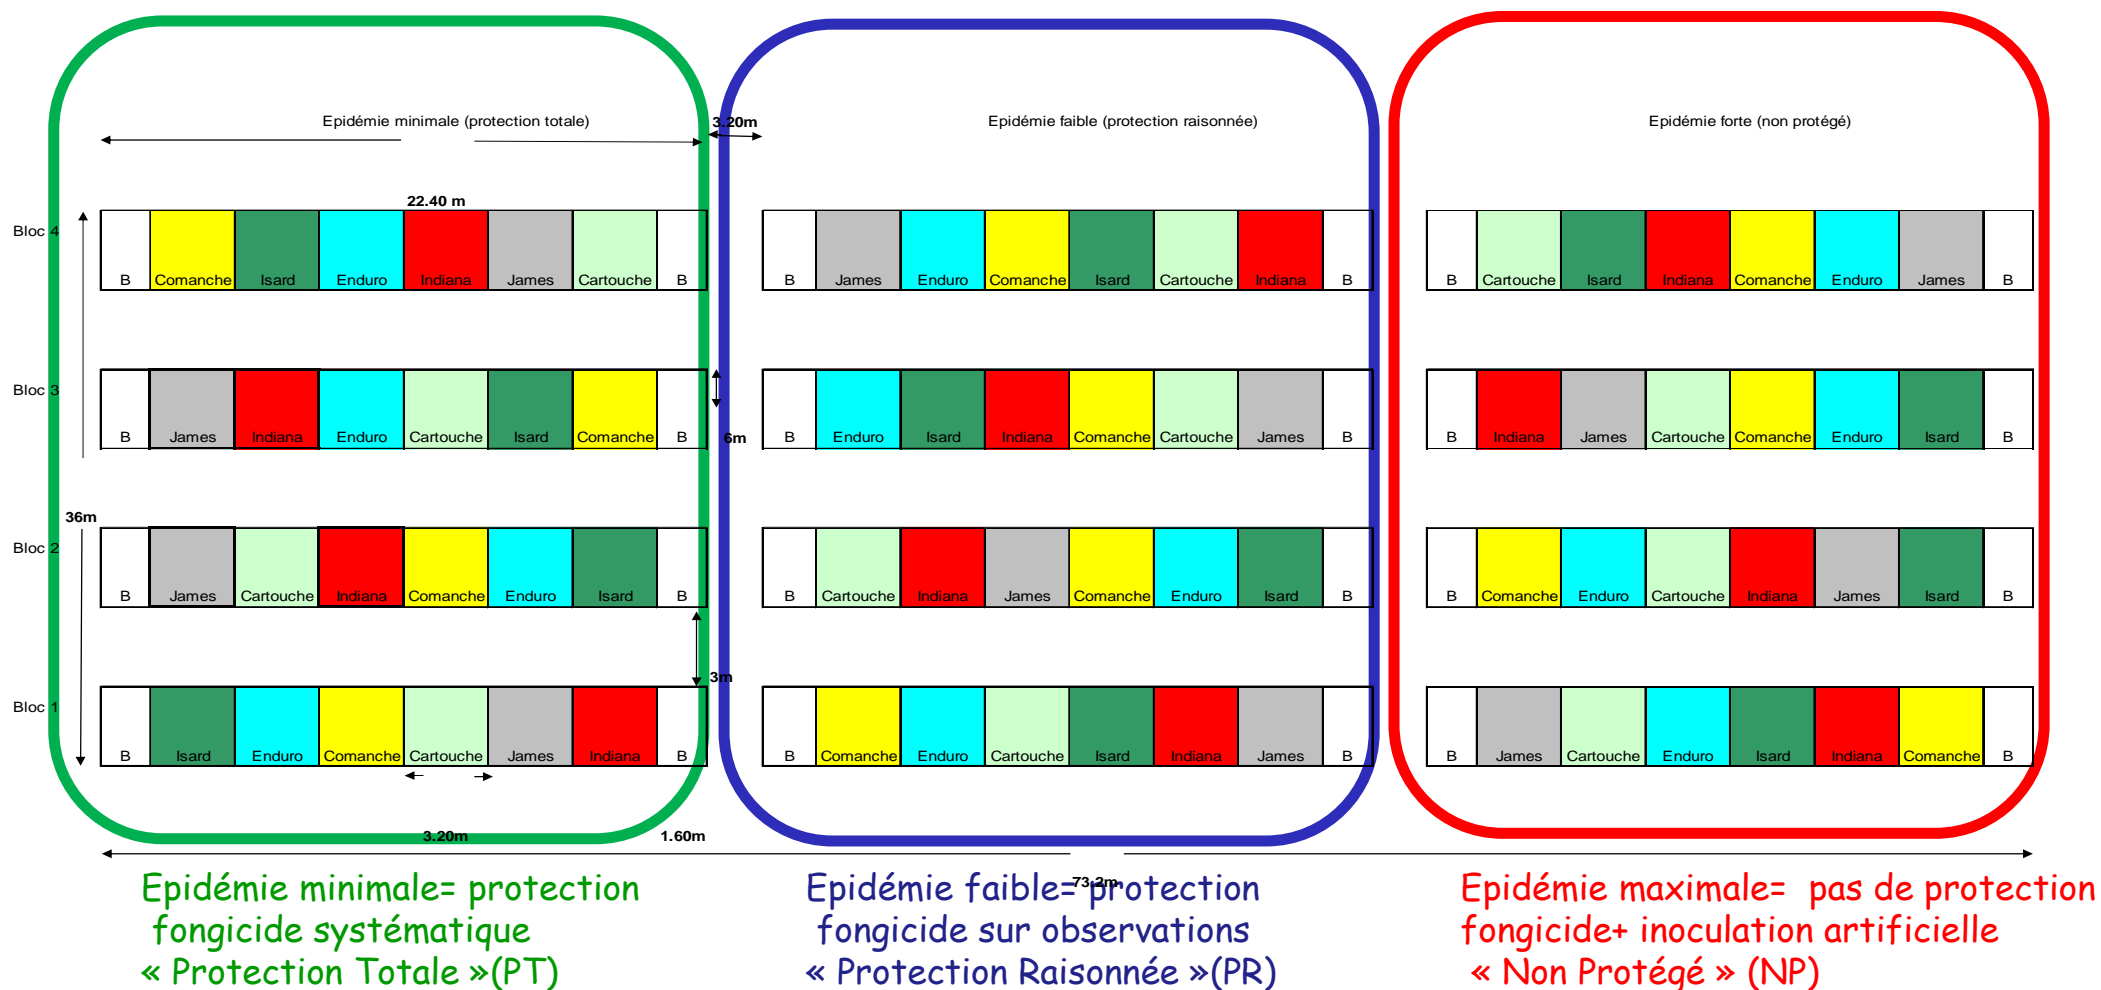 Epidémie minimale (protection totale)
3.20m
Epidémie faible (protection raisonnée)
Epidémie forte (non protégé)
22.40 m
Bloc 4
B Comanche Isard Enduro Indiana James Cartouche B
B James Enduro Comanche Isard Cartouche Indiana B
B Cartouche Isard Indiana Comanche Enduro James B
Bloc 3
B James Indiana Enduro Cartouche Isard Comanche B
6m
B Enduro Isard Indiana Comanche Cartouche James B
B Indiana James Cartouche Comanche Enduro Isard B
36m
Bloc 2
B James Cartouche Indiana Comanche Enduro Isard B
B Cartouche Indiana James Comanche Enduro Isard B
B Comanche Enduro Cartouche Indiana James Isard B
3m
Bloc 1
B Isard Enduro Comanche Cartouche James Indiana B
B Comanche Enduro Cartouche Isard Indiana James B
B James Cartouche Enduro Isard Indiana Comanche B
3.20m
1.60m
73.2m
Epidémie minimale= protection
fongicide systématique
« Protection Totale »(PT)
Epidémie faible= protection
fongicide sur observations
« Protection Raisonnée »(PR)
Epidémie maximale= pas de protection
fongicide+ inoculation artificielle
« Non Protégé » (NP)